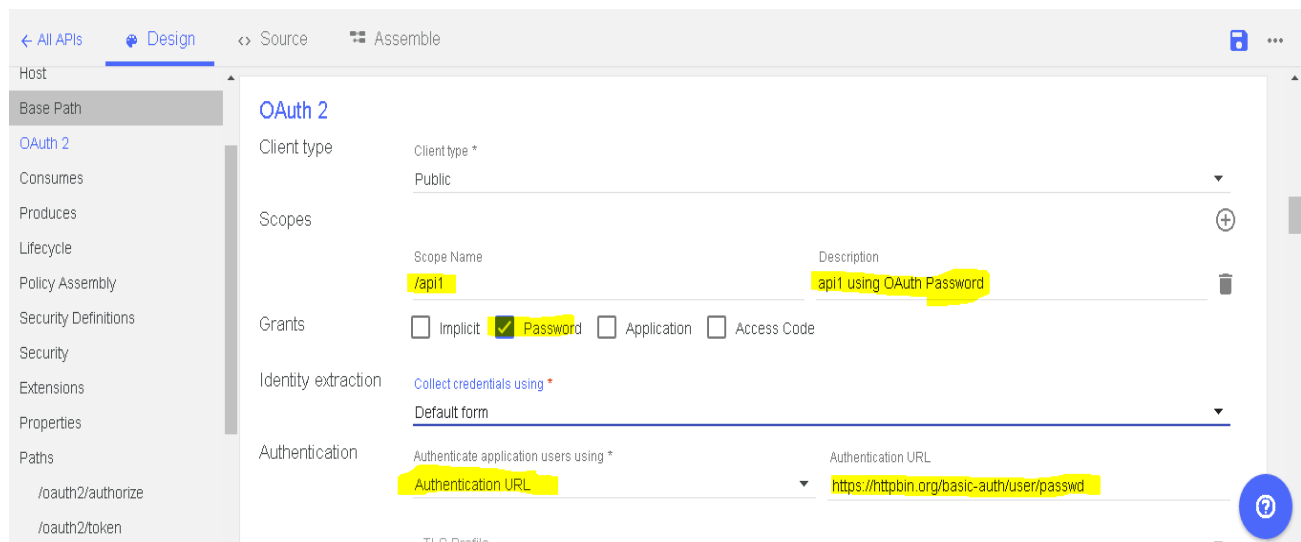 ← All APIs Design <> Source Assemble ...
Host
Base Path
OAuth 2
Consumes
Produces
Lifecycle
Policy Assembly
Security Definitions
Security
Extensions
Properties
Paths
/oauth2/authorize
/oauth2/token
OAuth 2
Client type
Client type *
Public
Scopes
Scope Name Description
/api1 api1 using OAuth Password
Grants Implicit Password Application Access Code
Identity extraction
Collect credentials using *
Default form
Authentication
Authenticate application users using * Authentication URL
Authentication URL https://httpbin.org/basic-auth/user/passwd
TLS Profile